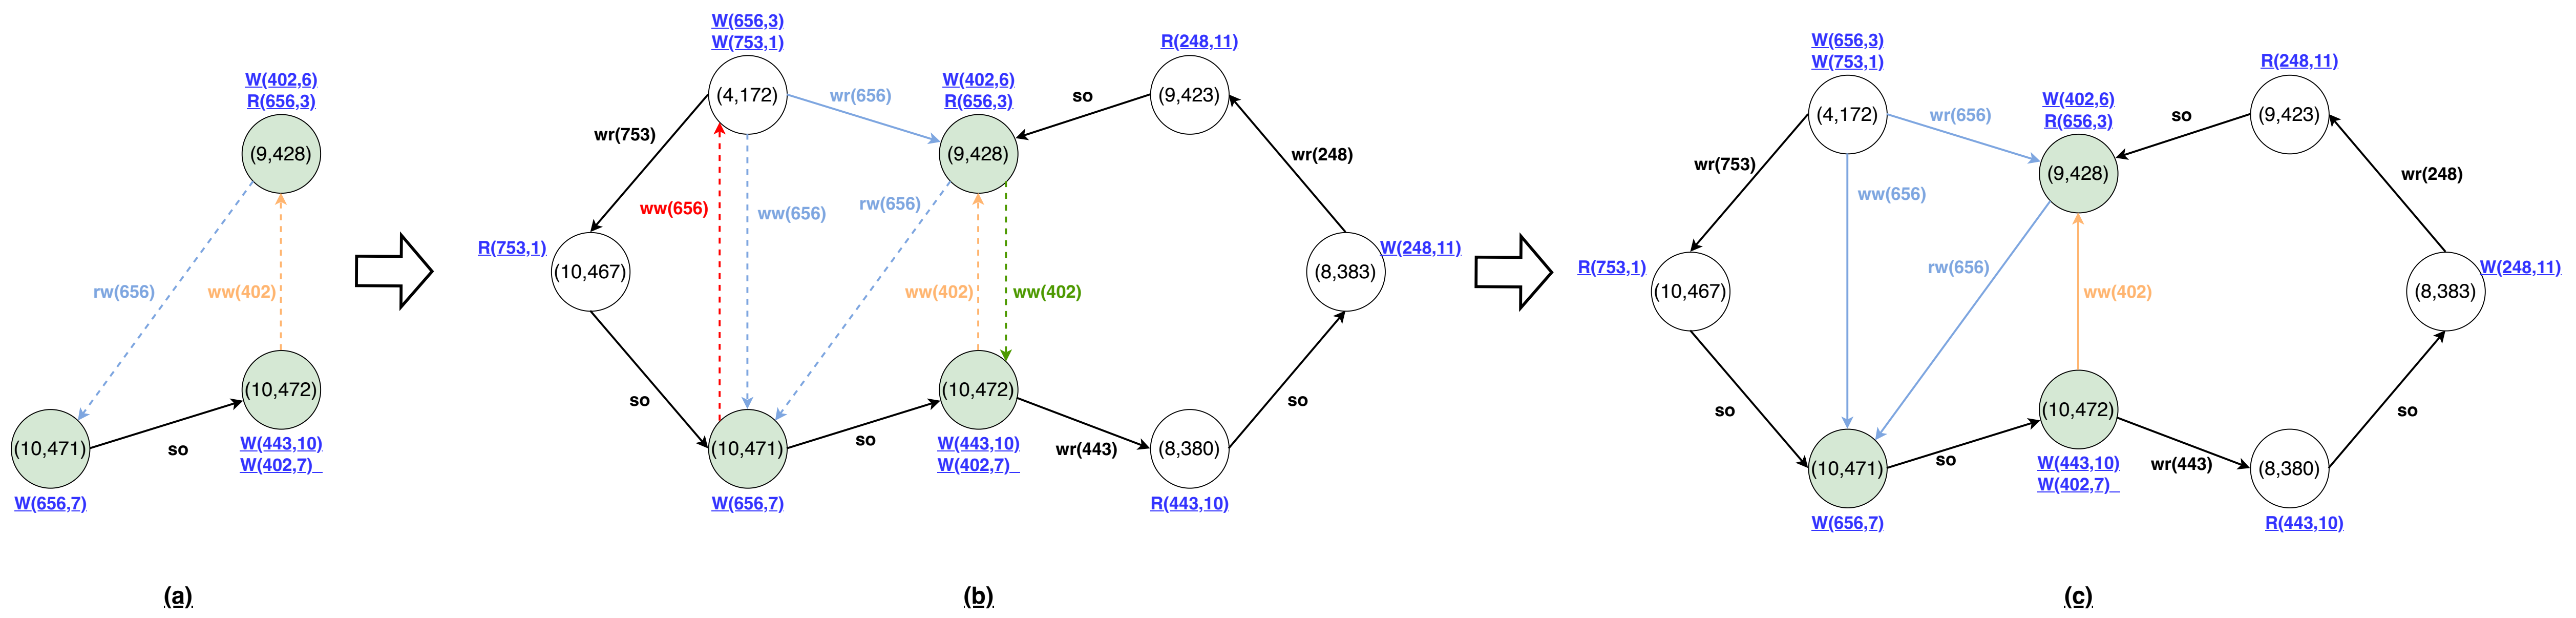 W(402,6)
R(656,3)
(9,428)
rw(656)
ww(402)
(10,472)
(10,471)
so
W(443,10)
W(402,7)
W(656,7)
(a)
W(656,3)
W(753,1)
(4,172)
wr(656)
W(402,6)
R(656,3)
so
R(248,11)
(9,423)
wr(753)
(9,428)
wr(248)
ww(656)
ww(656)
rw(656)
R(753,1)
(10,467)
W(248,11)
(8,383)
ww(402)
ww(402)
so
(10,472)
so
(10,471)
so
W(443,10)
W(402,7)
wr(443)
(8,380)
W(656,7)
R(443,10)
(b)
W(656,3)
W(753,1)
(4,172)
wr(656)
W(402,6)
R(656,3)
so
R(248,11)
(9,423)
wr(753)
(9,428)
wr(248)
ww(656)
rw(656)
R(753,1)
(10,467)
W(248,11)
(8,383)
ww(402)
so
(10,472)
so
(10,471)
so
W(443,10)
W(402,7)
wr(443)
(8,380)
W(656,7)
R(443,10)
(c)